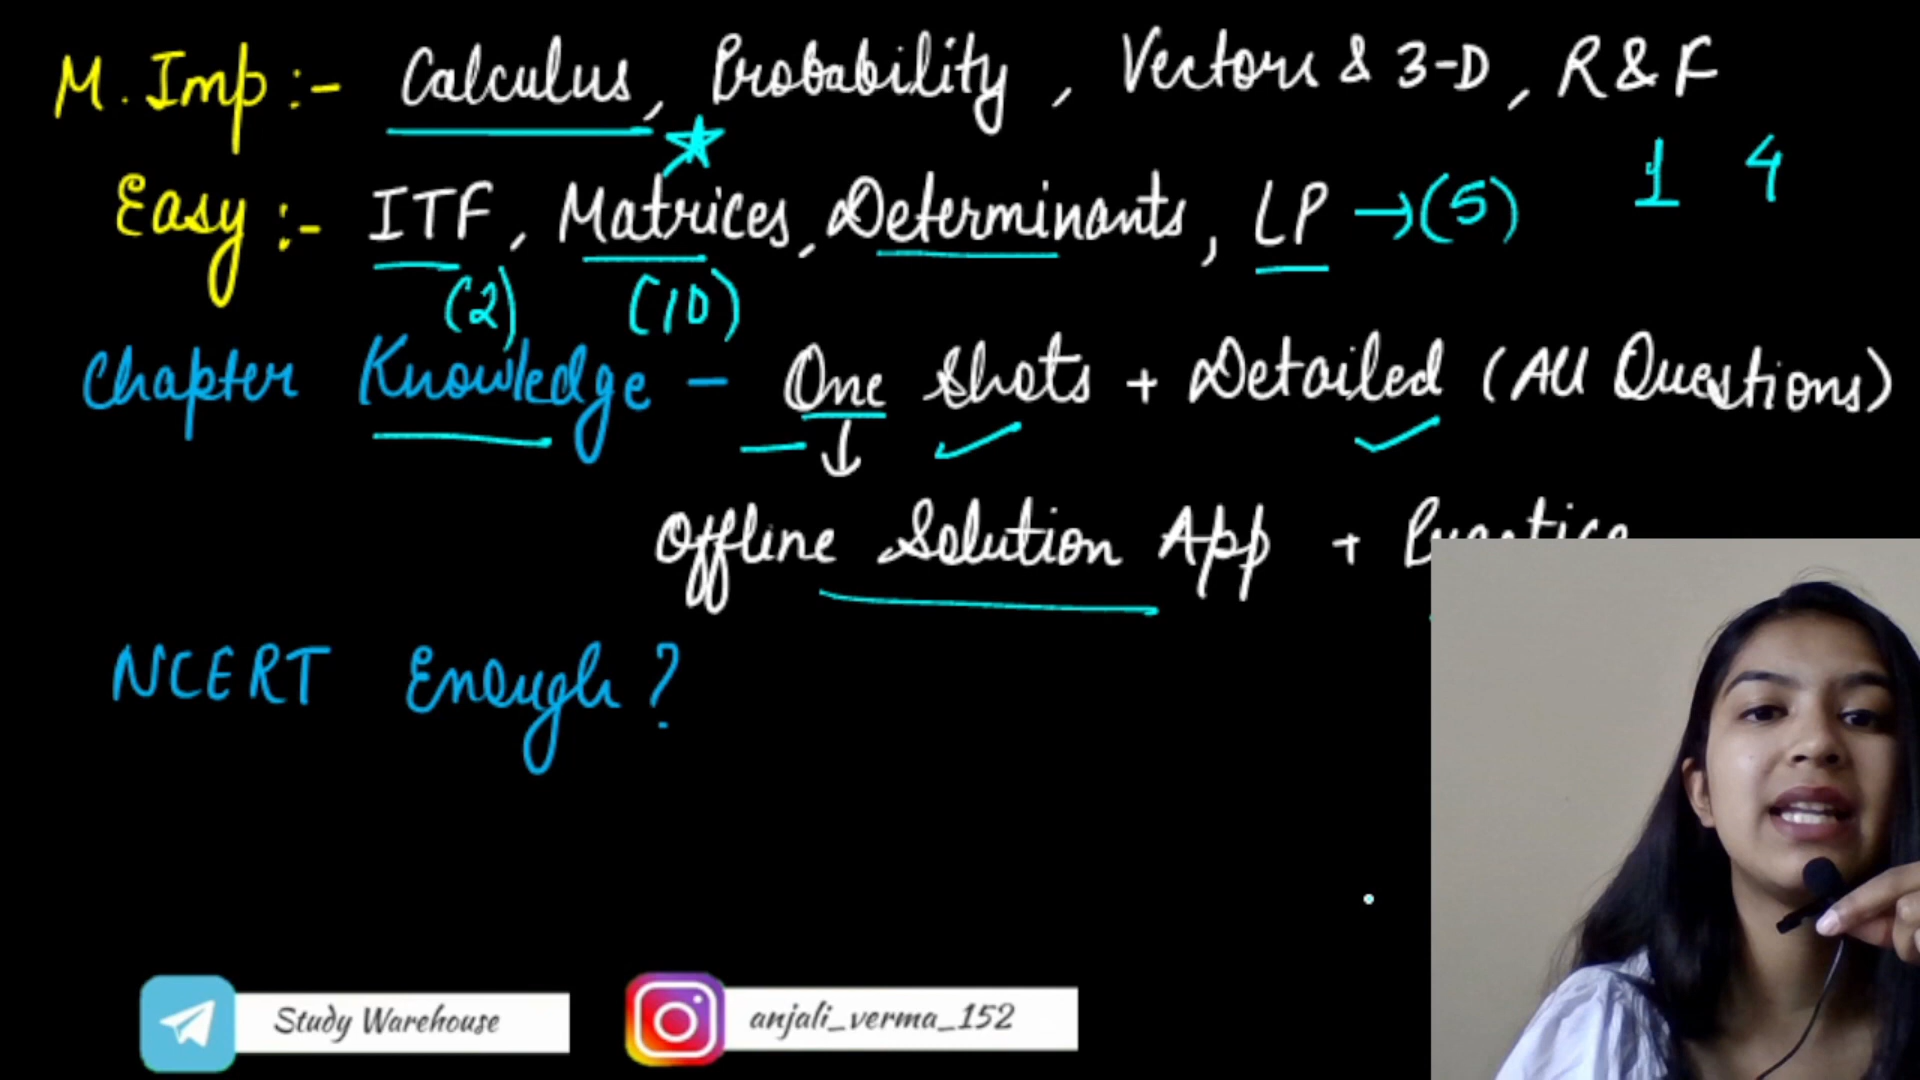 M. Imp :- Calculus, Probability, Vectors & 3-D, R & F
1 4
Easy :- ITF, Matrices, Determinants, LP → (5)
(2) (10)
Chapter Knowledge - One Shots + Detailed (All Questions)
Offline Solution App + Practice
NCERT Enough?
Study Warehouse
anjali_verma_152